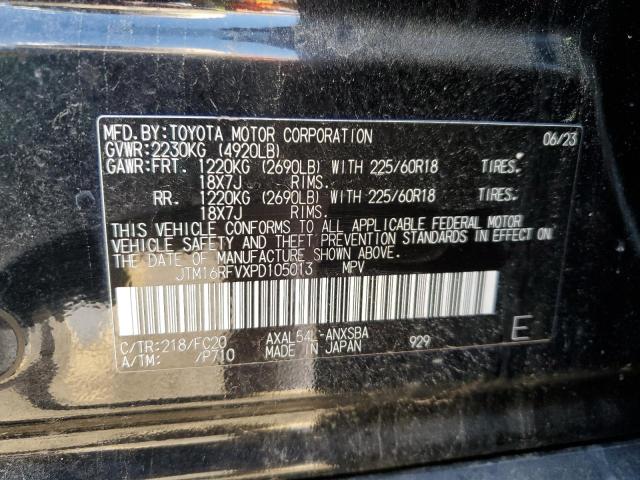 MFD.BY:TOYOTA MOTOR CORPORATION 06/23
GVWR:2230KG (4920LB)
GAWR:FRT. 1220KG (2690LB) WITH 225/60R18 TIRES.
18X7J RIMS.
RR. 1220KG (2690LB) WITH 225/60R18 TIRES.
18X7J RIMS.
THIS VEHICLE CONFORMS TO ALL APPLICABLE FEDERAL MOTOR
VEHICLE SAFETY AND THEFT PREVENTION STANDARDS IN EFFECT ON
THE DATE OF MANUFACTURE SHOWN ABOVE.
JTM16RFVXPD105013 MPV
C/TR:218/FC20 AXAL54L-ANXSBA 929 E
A/TM: /P710 MADE IN JAPAN